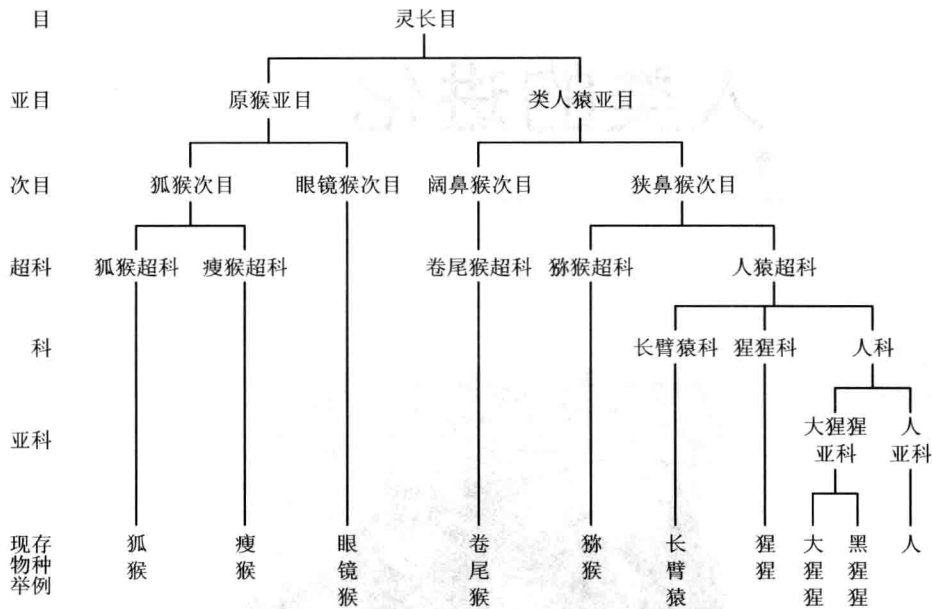 目 灵长目
亚目 原猴亚目 类人猿亚目
次目 狐猴次目 眼镜猴次目 阔鼻猴次目 狭鼻猴次目
超科 狐猴超科 瘦猴超科 卷尾猴超科 猕猴超科 人猿超科
科 长臂猿科 猩猩科 人科
亚科 大猩猩亚科 人亚科
现存物种举例 狐猴 瘦猴 眼镜猴 卷尾猴 猕猴 长臂猿 猩猩 大猩猩 黑猩猩 人